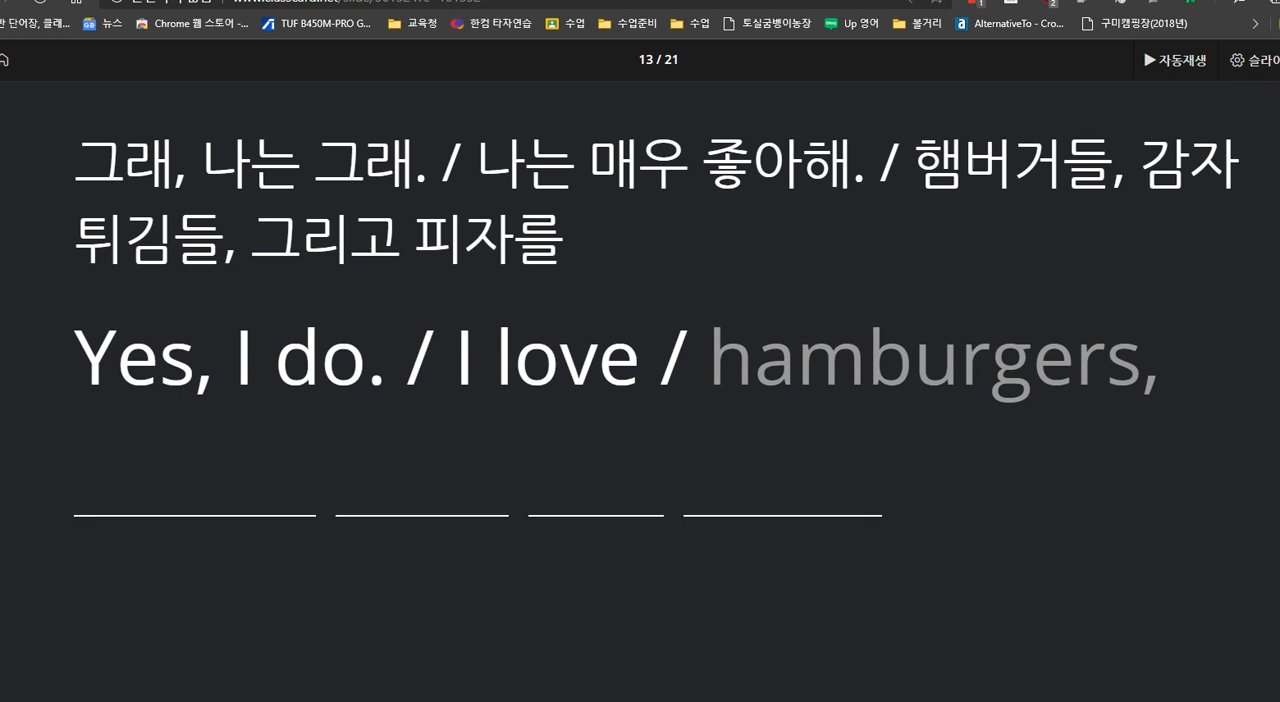 한 단어장, 클래... 뉴스 Chrome 웹 스토어 -... TUF B450M-PRO G... 교육청 한컴 타자연습 수업 수업준비 수업 토실굼뱅이농장 Up 영어 볼거리 AlternativeTo - Cro... 구미캠핑장(2018년)
13 / 21 자동재생 슬라이
그래, 나는 그래. / 나는 매우 좋아해. / 햄버거들, 감자
튀김들, 그리고 피자를
Yes, I do. / I love / hamburgers,